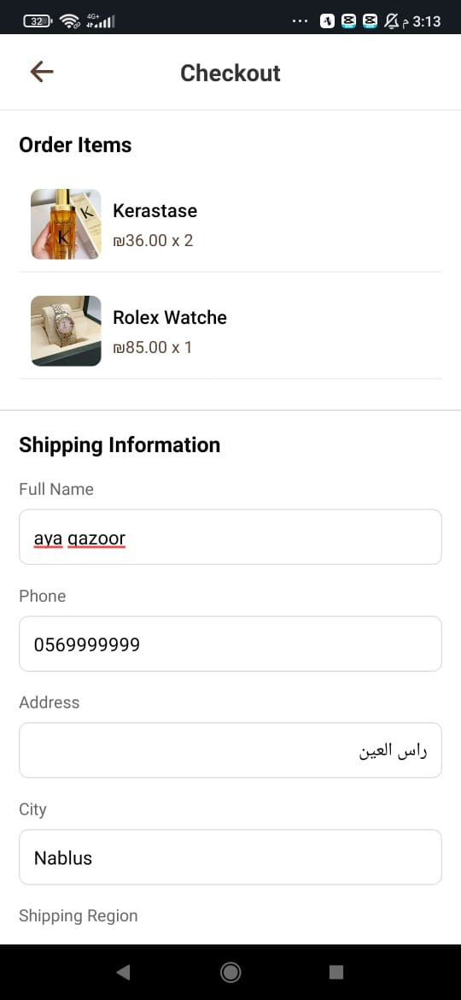 32 4G+ ... م 3:13
Checkout
Order Items
K
K
Kerastase
₪36.00 x 2
Rolex Watche
₪85.00 x 1
Shipping Information
Full Name
aya qazoor
Phone
0569999999
Address
راس العين
City
Nablus
Shipping Region